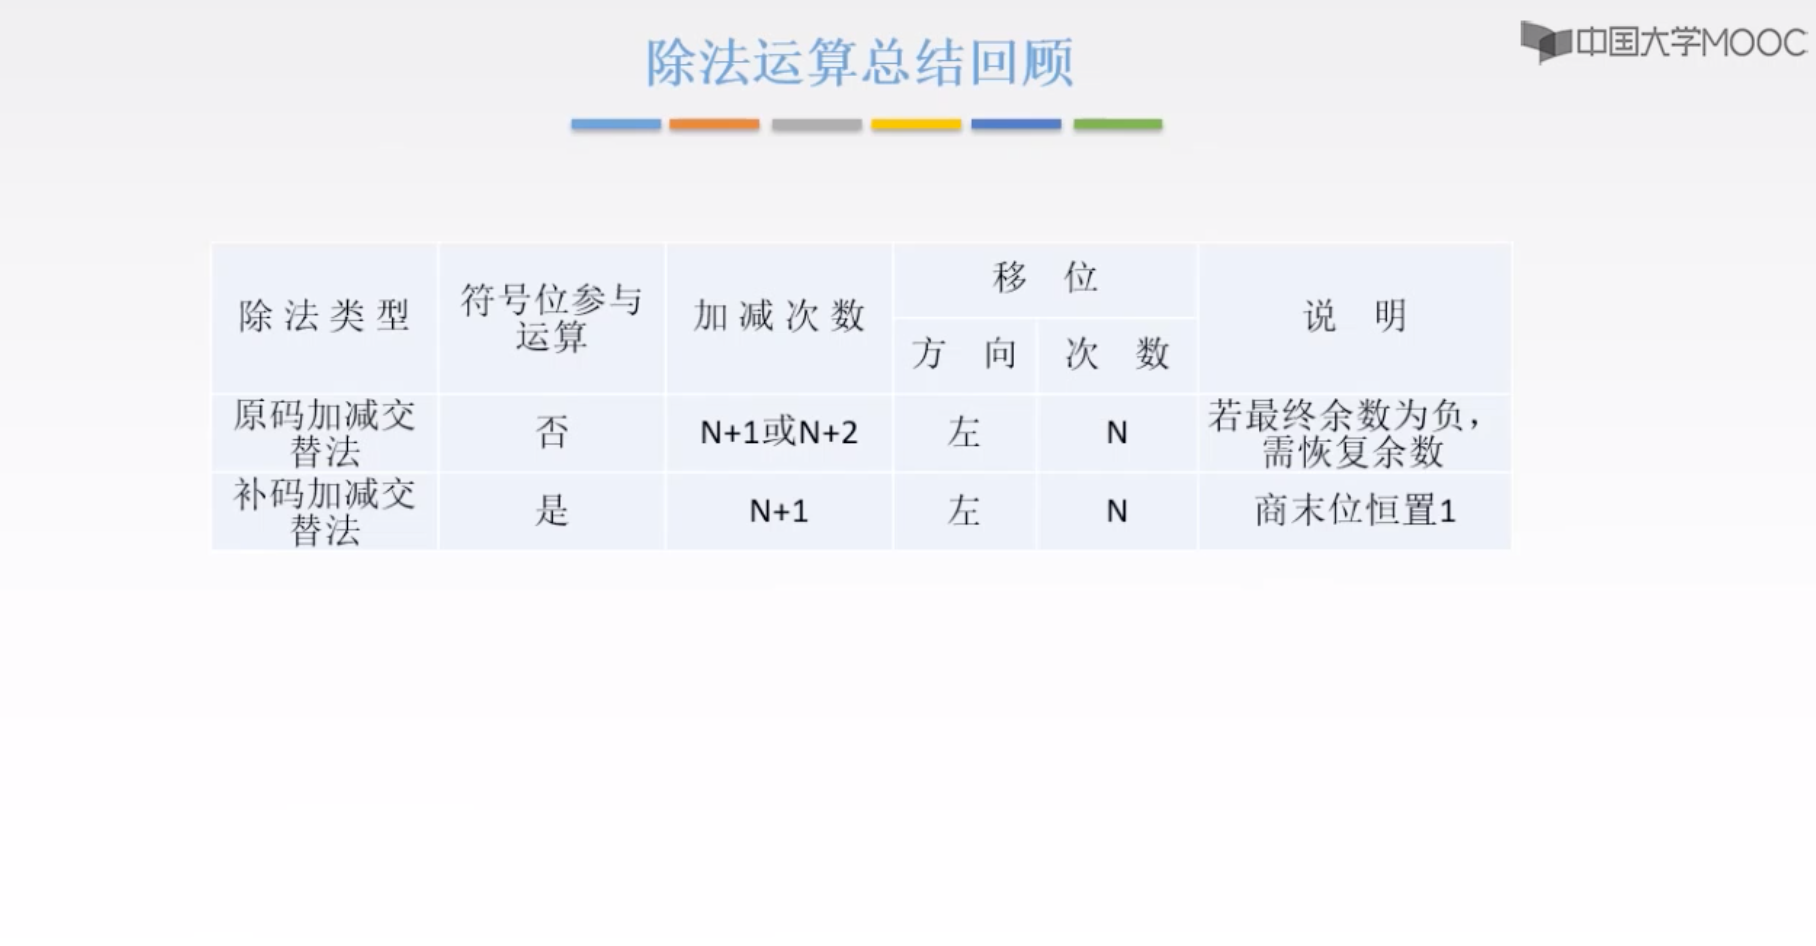 除法运算总结回顾
中国大学MOOC
除法类型
符号位参与
运算
加减次数
移 位
方 向
次 数
说 明
原码加减交
替法
否
N+1或N+2
左
N
若最终余数为负，
需恢复余数
补码加减交
替法
是
N+1
左
N
商末位恒置1